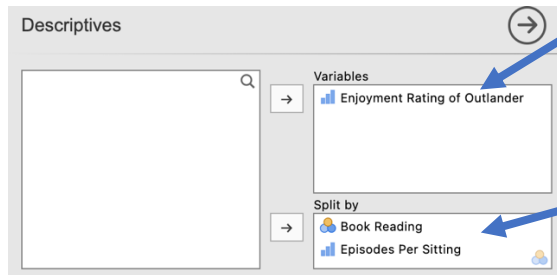 Descriptives
Variables
Enjoyment Rating of Outlander
Split by
Book Reading
Episodes Per Sitting